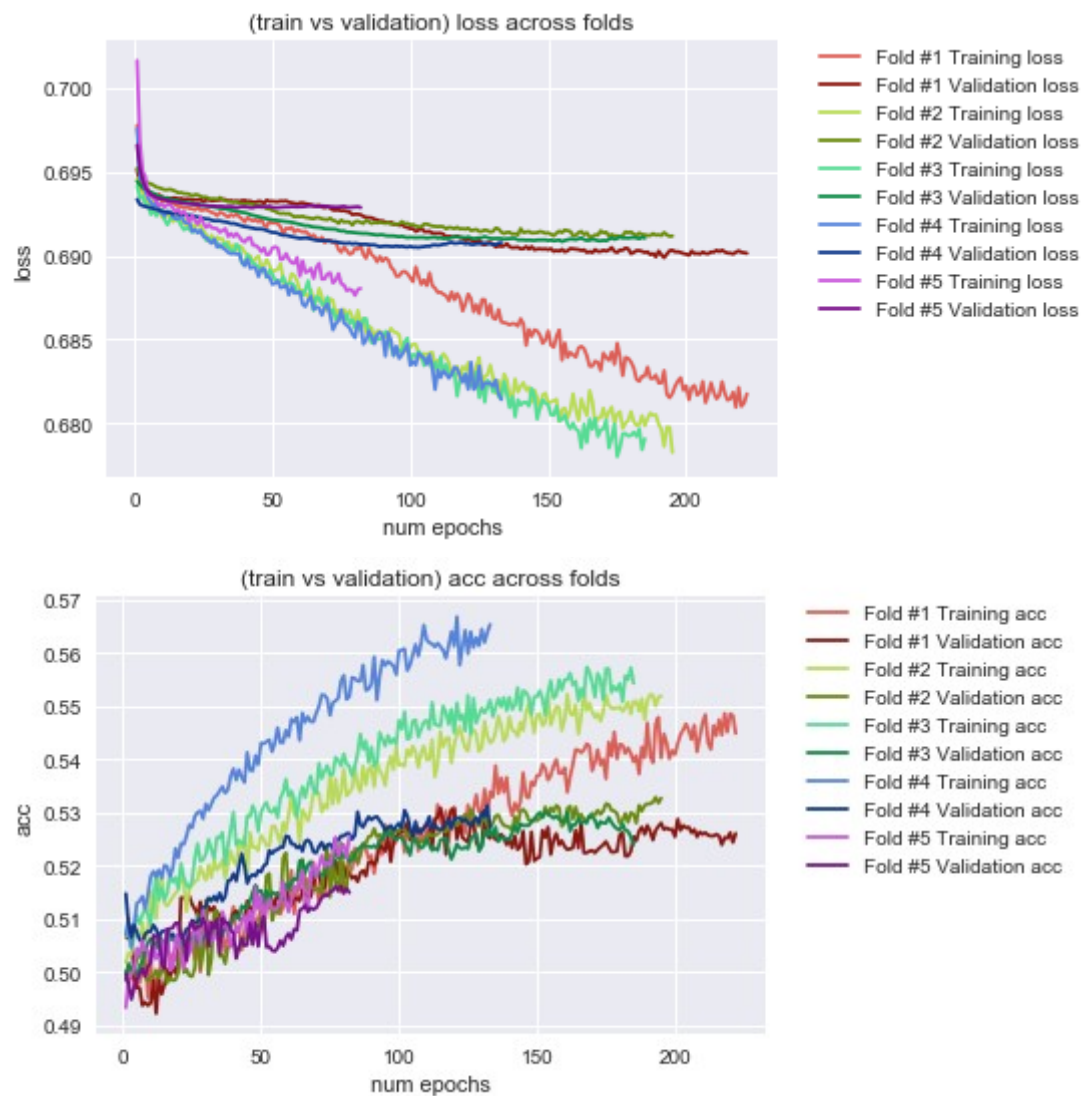 (train vs validation) loss across folds
0.700
0.695
0.690
0.685
0.680
loss
0 50 100 150 200
num epochs
Fold #1 Training loss
Fold #1 Validation loss
Fold #2 Training loss
Fold #2 Validation loss
Fold #3 Training loss
Fold #3 Validation loss
Fold #4 Training loss
Fold #4 Validation loss
Fold #5 Training loss
Fold #5 Validation loss
(train vs validation) acc across folds
0.57
0.56
0.55
0.54
0.53
0.52
0.51
0.50
0.49
acc
0 50 100 150 200
num epochs
Fold #1 Training acc
Fold #1 Validation acc
Fold #2 Training acc
Fold #2 Validation acc
Fold #3 Training acc
Fold #3 Validation acc
Fold #4 Training acc
Fold #4 Validation acc
Fold #5 Training acc
Fold #5 Validation acc